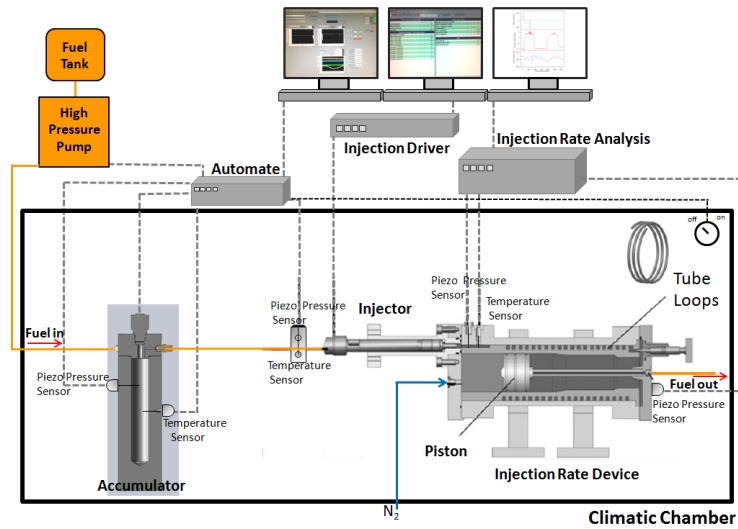 Fuel
Tank
High
Pressure
Pump
Automate
Injection Driver
Injection Rate Analysis
off
on
Piezo Pressure
Sensor
Temperature
Sensor
Tube
Loops
Piezo Pressure
Sensor
Injector
Fuel in
Temperature
Sensor
Piezo Pressure
Sensor
Temperature
Sensor
Fuel out
Piezo Pressure
Sensor
Piston
Injection Rate Device
Accumulator
N2
Climatic Chamber